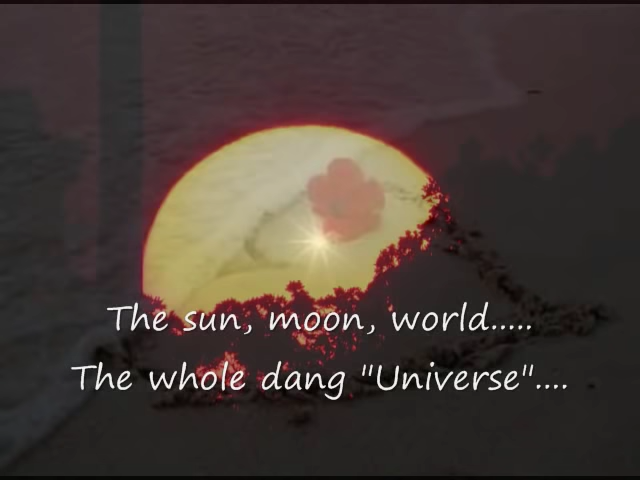 The sun, moon, world.....
The whole dang "Universe"....